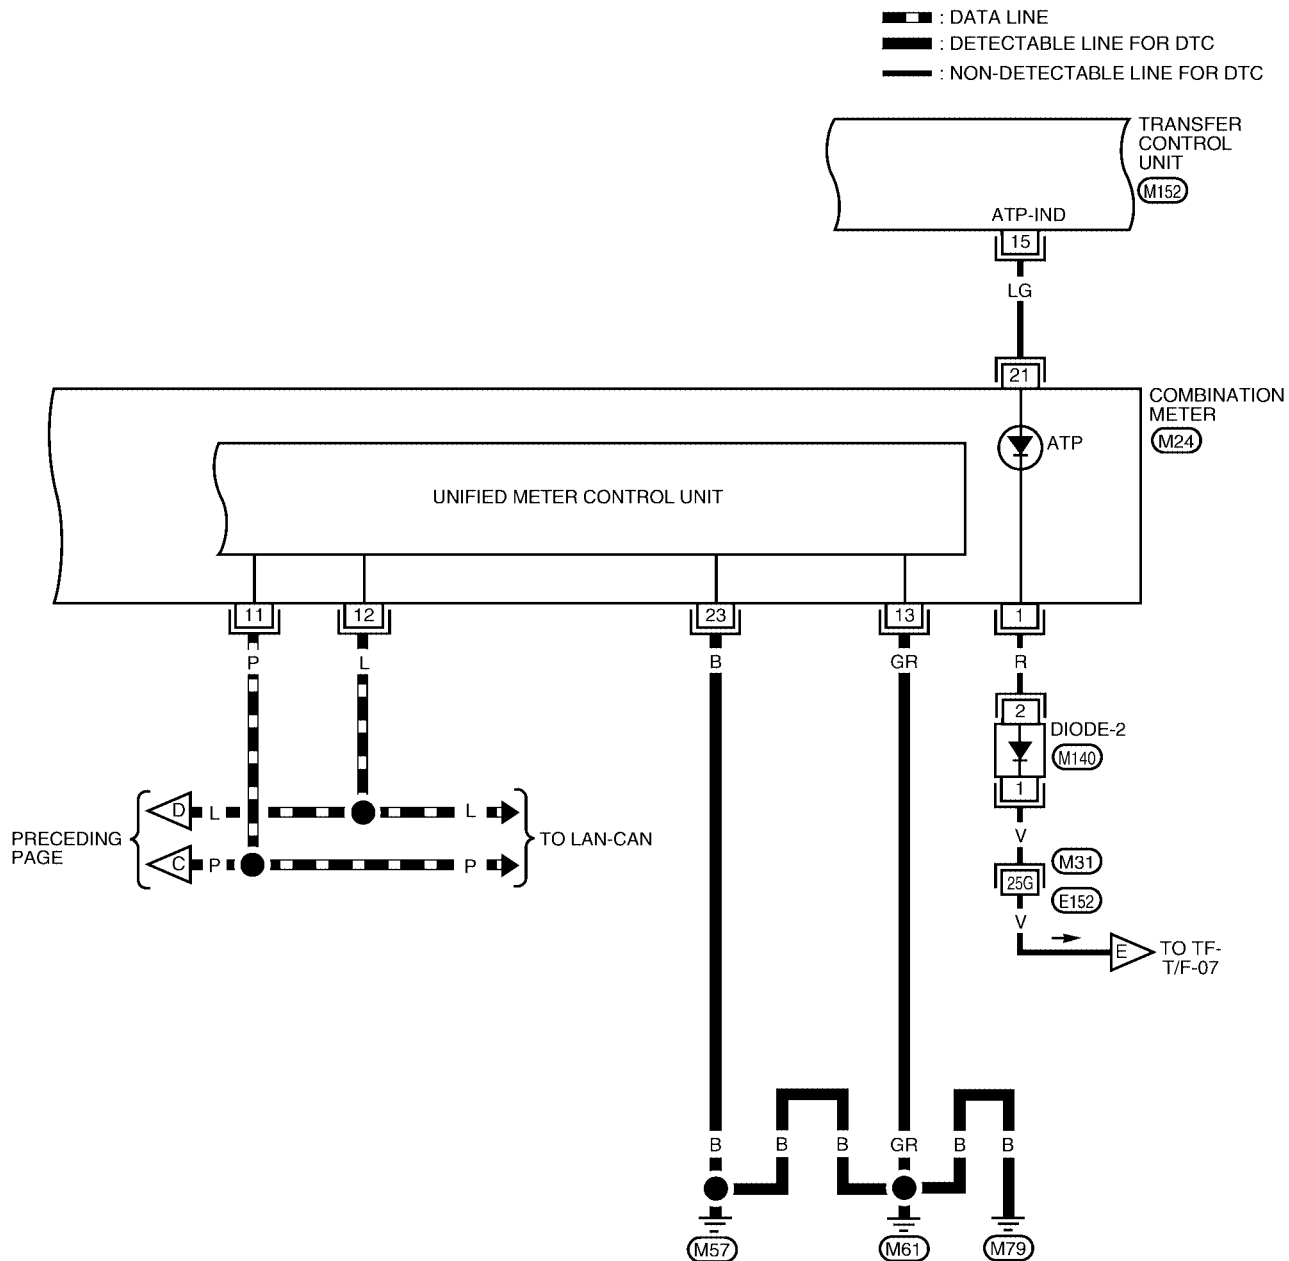 : DATA LINE
: DETECTABLE LINE FOR DTC
: NON-DETECTABLE LINE FOR DTC
TRANSFER
CONTROL
UNIT
M152
ATP-IND
15
LG
21
COMBINATION
METER
M24
ATP
UNIFIED METER CONTROL UNIT
11 12 23 13 1
P L B GR R
2
DIODE-2
M140
1
V
D L L
PRECEDING
PAGE
TO LAN-CAN
C P P
M31
25G
E152
V
E
TO TF-
T/F-07
B B B GR B B
M57 M61 M79